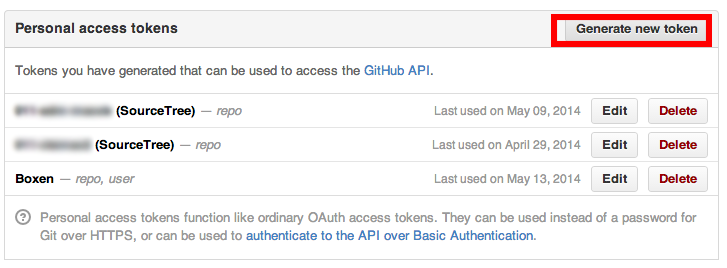 Personal access tokens Generate new token
Tokens you have generated that can be used to access the GitHub API.
(SourceTree) — repo Last used on May 09, 2014 Edit Delete
(SourceTree) — repo Last used on April 29, 2014 Edit Delete
Boxen — repo, user Last used on May 13, 2014 Edit Delete
? Personal access tokens function like ordinary OAuth access tokens. They can be used instead of a password for
Git over HTTPS, or can be used to authenticate to the API over Basic Authentication.